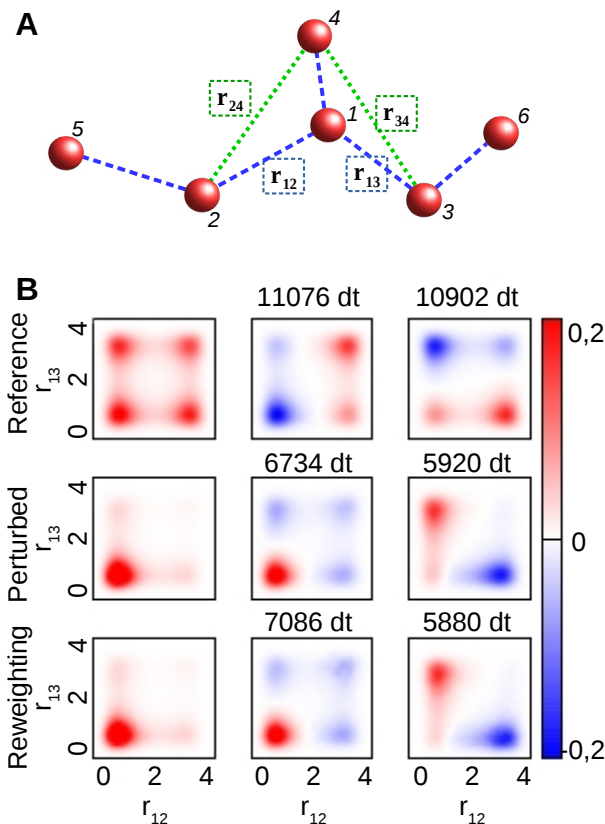 A
4
r24
1
r34
6
5
r12
r13
2
3
B
11076 dt 10902 dt
Reference
r13
4
2
0
0,2
6734 dt 5920 dt
Perturbed
r13
4
2
0
0
7086 dt 5880 dt
Reweighting
r13
4
2
0
-0,2
0 2 4 0 2 4 0 2 4
r12 r12 r12